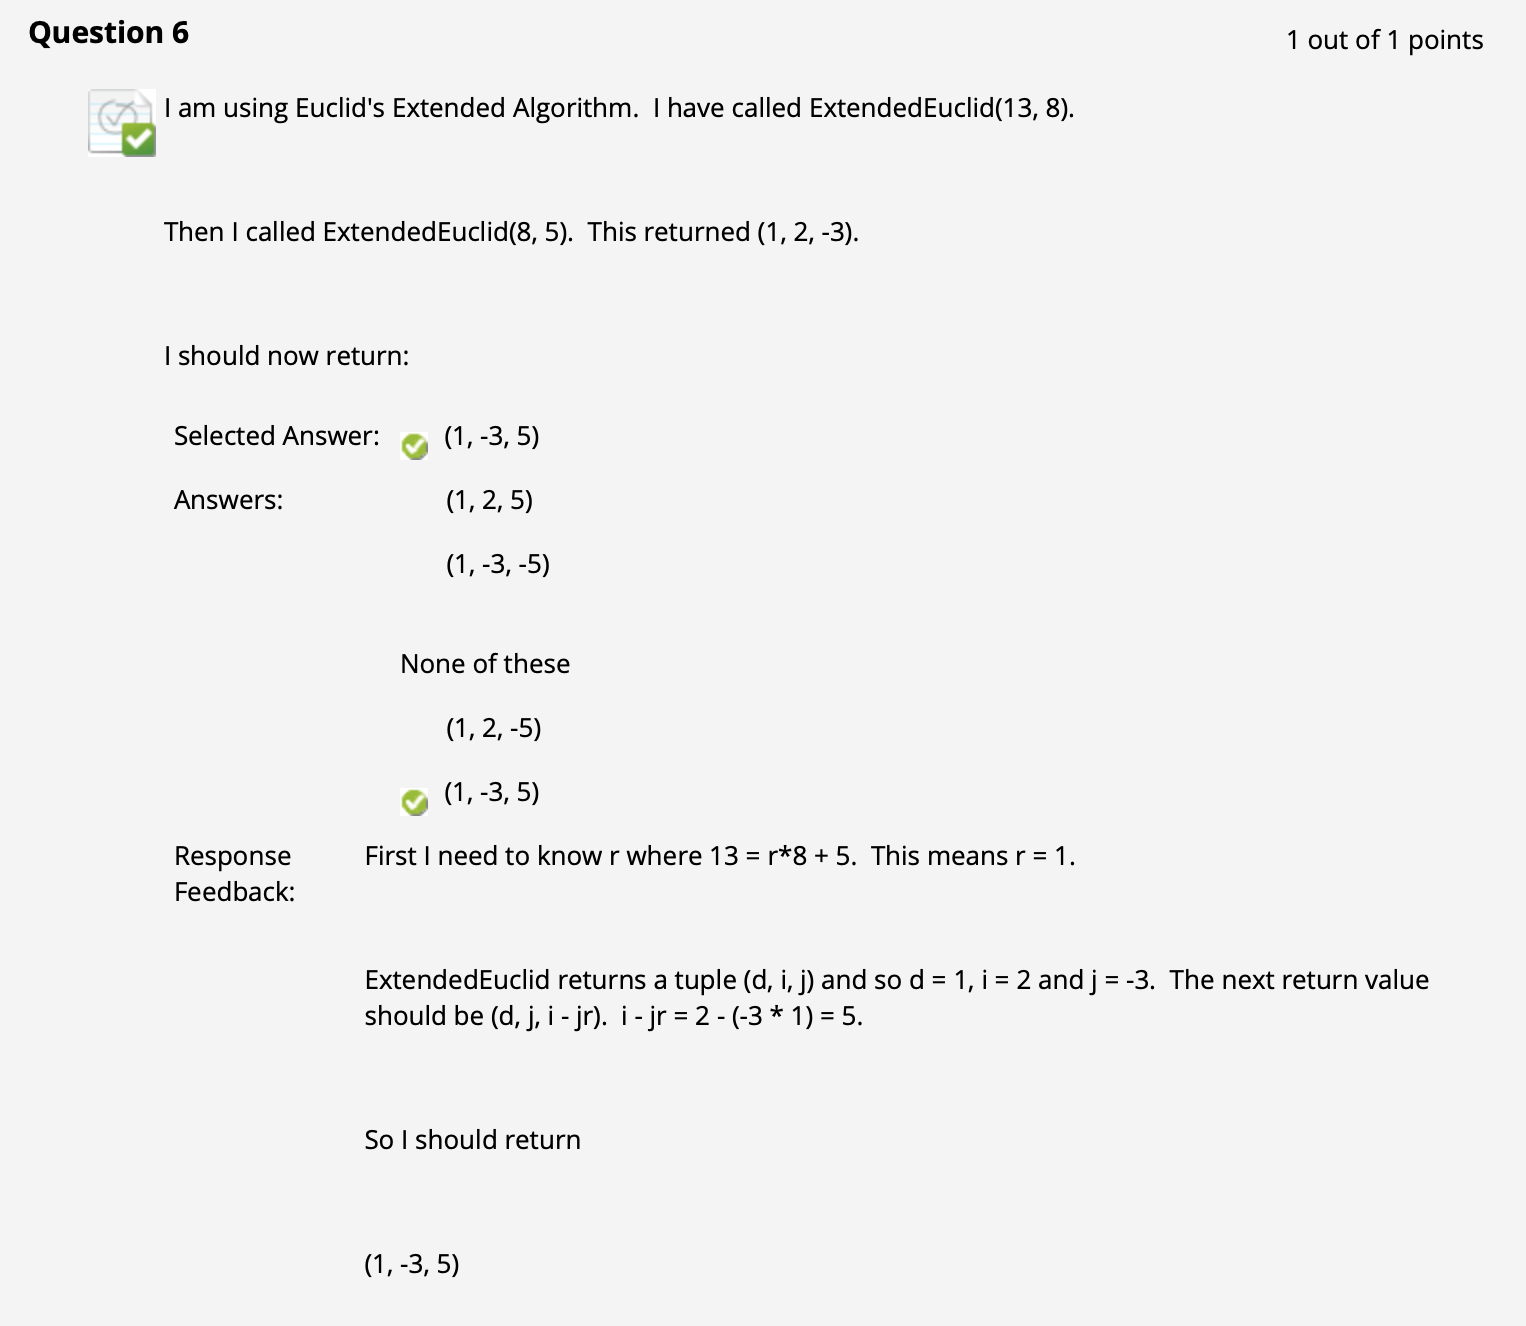 Question 6
1 out of 1 points
I am using Euclid's Extended Algorithm.  I have called ExtendedEuclid(13, 8).
Then I called ExtendedEuclid(8, 5).  This returned (1, 2, -3).
I should now return:
Selected Answer: (1, -3, 5)
Answers: (1, 2, 5)
(1, -3, -5)
None of these
(1, 2, -5)
(1, -3, 5)
Response Feedback:
First I need to know r where 13 = r*8 + 5.  This means r = 1.
ExtendedEuclid returns a tuple (d, i, j) and so d = 1, i = 2 and j = -3.  The next return value
should be (d, j, i - jr).  i - jr = 2 - (-3 * 1) = 5.
So I should return
(1, -3, 5)